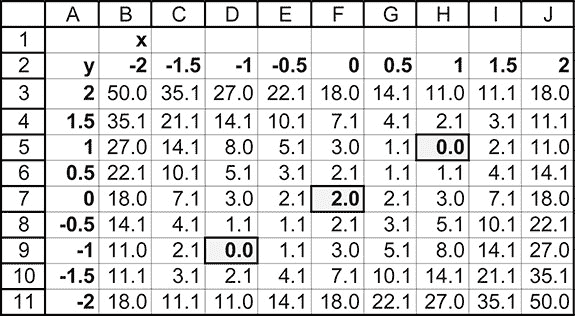 A B C D E F G H I J
1 x
2 y -2 -1.5 -1 -0.5 0 0.5 1 1.5 2
3 2 50.0 35.1 27.0 22.1 18.0 14.1 11.0 11.1 18.0
4 1.5 35.1 21.1 14.1 10.1 7.1 4.1 2.1 3.1 11.1
5 1 27.0 14.1 8.0 5.1 3.0 1.1 0.0 2.1 11.0
6 0.5 22.1 10.1 5.1 3.1 2.1 1.1 1.1 4.1 14.1
7 0 18.0 7.1 3.0 2.1 2.0 2.1 3.0 7.1 18.0
8 -0.5 14.1 4.1 1.1 1.1 2.1 3.1 5.1 10.1 22.1
9 -1 11.0 2.1 0.0 1.1 3.0 5.1 8.0 14.1 27.0
10 -1.5 11.1 3.1 2.1 4.1 7.1 10.1 14.1 21.1 35.1
11 -2 18.0 11.1 11.0 14.1 18.0 22.1 27.0 35.1 50.0